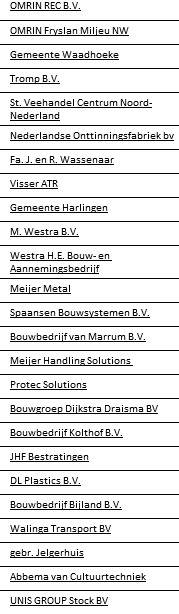 OMRIN REC B.V.
OMRIN Fryslan Miljeu NW
Gemeente Waadhoeke
Tromp B.V.
St. Veehandel Centrum Noord-
Nederland
Nederlandse Onttinningsfabriek bv
Fa. J. en R. Wassenaar
Visser ATR
Gemeente Harlingen
M. Westra B.V.
Westra H.E. Bouw- en
Aannemingsbedrijf
Meijer Metal
Spaansen Bouwsystemen B.V.
Bouwbedrijf van Marrum B.V.
Meijer Handling Solutions
Protec Solutions
Bouwgroep Dijkstra Draisma BV
Bouwbedrijf Kolthof B.V.
JHF Bestratingen
DL Plastics B.V.
Bouwbedrijf Bijland B.V.
Walinga Transport BV
gebr. Jelgerhuis
Abbema van Cultuurtechniek
UNIS GROUP Stock BV